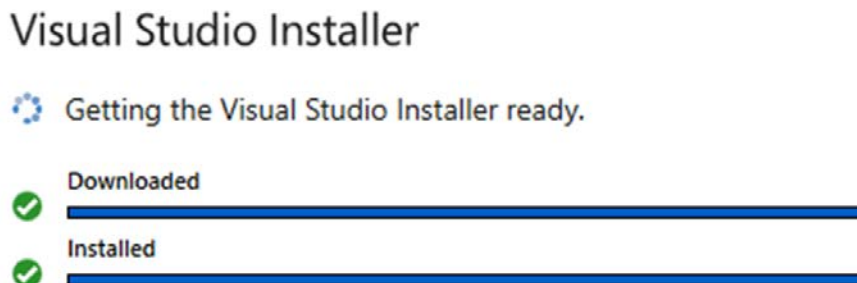 Visual Studio Installer
Getting the Visual Studio Installer ready.
Downloaded
Installed